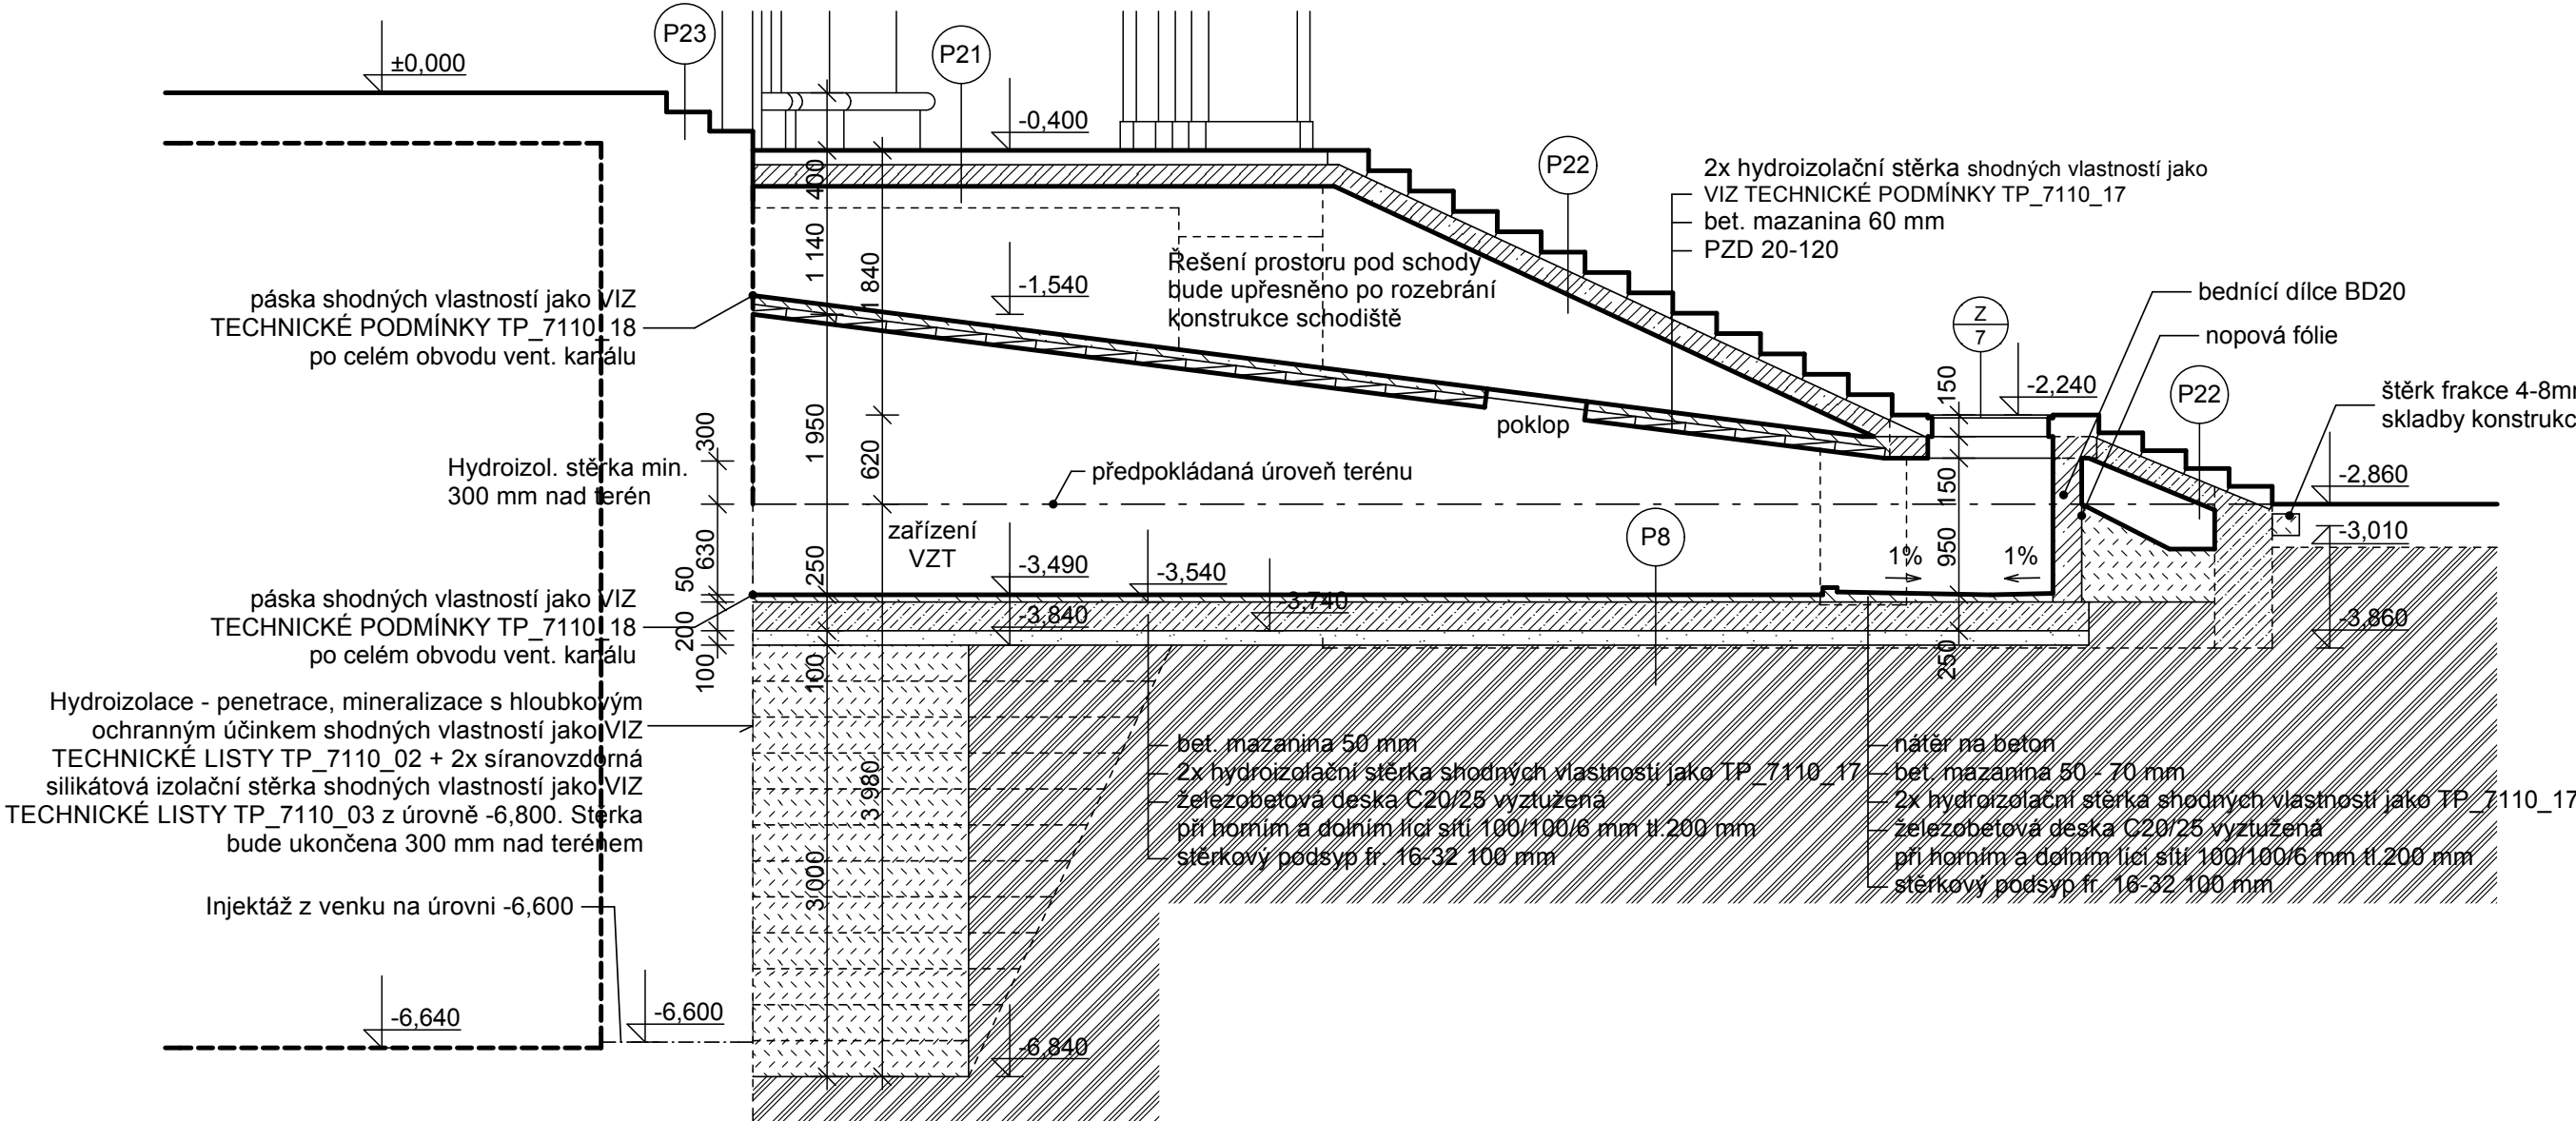 P23
±0,000
P21
-0,400
P22
2x hydroizolační stěrka shodných vlastností jako
VIZ TECHNICKÉ PODMÍNKY TP_7110_17
bet. mazanina 60 mm
PZD 20-120
400
1 140
1 840
-1,540
Řešení prostoru pod schody
bude upřesněno po rozebrání
konstrukce schodiště
páska shodných vlastností jako VIZ
TECHNICKÉ PODMÍNKY TP_7110_18
po celém obvodu vent. kanálu
bednící dílce BD20
nopová fólie
Z
7
150
-2,240
P22
štěrk frakce 4-8m
skladby konstrukc
300
1 950
620
poklop
Hydroizol. stěrka min.
300 mm nad terén
předpokládaná úroveň terénu
150
-2,860
zařízení
VZT
P8
-3,010
630
250
-3,490
-3,540
1%
1%
950
50
páska shodných vlastností jako VIZ
TECHNICKÉ PODMÍNKY TP_7110_18
po celém obvodu vent. kanálu
200
100
-3,840
-3,740
-3,860
100
250
Hydroizolace - penetrace, mineralizace s hloubkovým
ochranným účinkem shodných vlastností jako VIZ
TECHNICKÉ LISTY TP_7110_02 + 2x síranovzdorná
silikátová izolační stěrka shodných vlastností jako VIZ
TECHNICKÉ LISTY TP_7110_03 z úrovně -6,800. Stěrka
bude ukončena 300 mm nad terénem
3 980
3000
bet. mazanina 50 mm
2x hydroizolační stěrka shodných vlastností jako TP_7110_17
železobetová deska C20/25 vyztužená
při horním a dolním líci sítí 100/100/6 mm tl.200 mm
stěrkový podsyp fr. 16-32 100 mm
nátěr na beton
bet. mazanina 50 - 70 mm
2x hydroizolační stěrka shodných vlastností jako TP_7110_17
železobetová deska C20/25 vyztužená
při horním a dolním líci sítí 100/100/6 mm tl.200 mm
stěrkový podsyp fr. 16-32 100 mm
Injektáž z venku na úrovni -6,600
-6,640
-6,600
-6,840